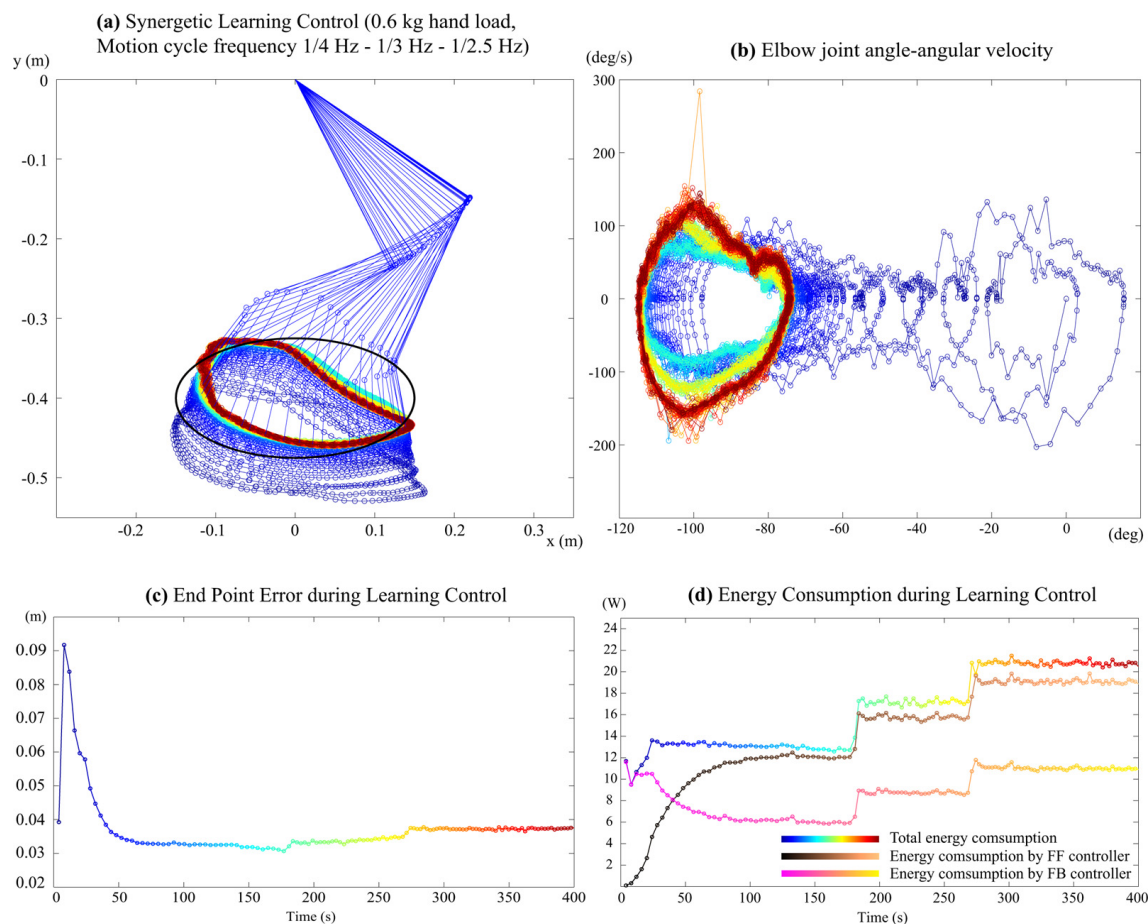 (a) Synergetic Learning Control (0.6 kg hand load,
Motion cycle frequency 1/4 Hz - 1/3 Hz - 1/2.5 Hz)
y (m)
0
-0.1
-0.2
-0.3
-0.4
-0.5
-0.2 -0.1 0 0.1 0.2 0.3
x (m)
(b) Elbow joint angle-angular velocity
(deg/s)
300
200
100
0
-100
-200
-120 -100 -80 -60 -40 -20 0
(deg)
(c) End Point Error during Learning Control
(m)
0.09
0.08
0.07
0.06
0.05
0.04
0.03
0.02
0 50 100 150 200 250 300 350 400
Time (s)
(d) Energy Consumption during Learning Control
(W)
24
22
20
18
16
14
12
10
8
6
4
2
0 50 100 150 200 250 300 350 400
Time (s)
Total energy comsumption
Energy comsumption by FF controller
Energy comsumption by FB controller